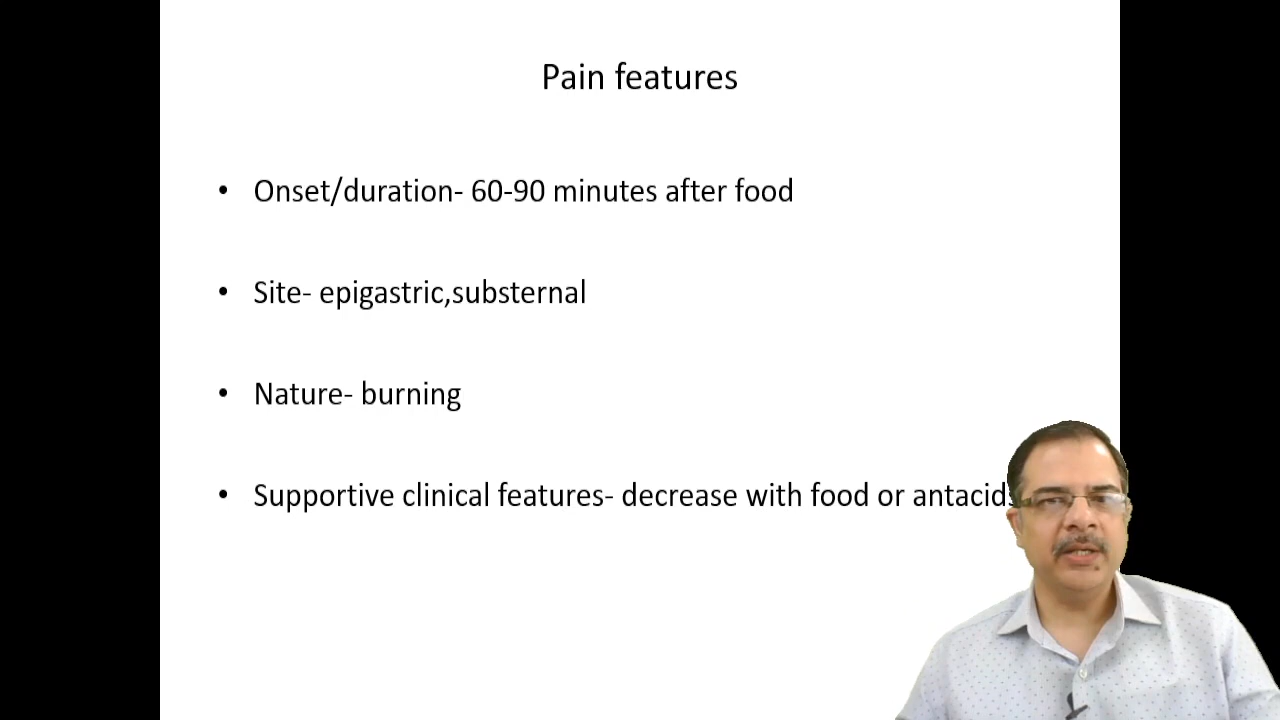 Pain features
• Onset/duration- 60-90 minutes after food
• Site- epigastric,substernal
• Nature- burning
• Supportive clinical features- decrease with food or antacids